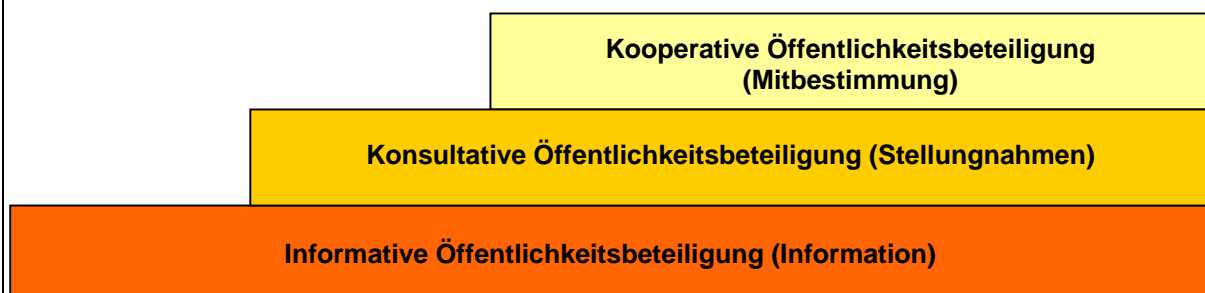 Kooperative Öffentlichkeitsbeteiligung
(Mitbestimmung)
Konsultative Öffentlichkeitsbeteiligung (Stellungnahmen)
Informative Öffentlichkeitsbeteiligung (Information)